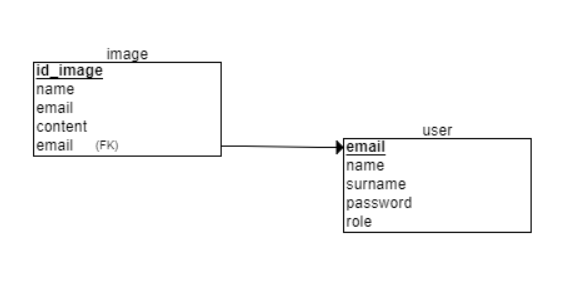 image
id_image
name
email
content
email (FK)
user
email
name
surname
password
role